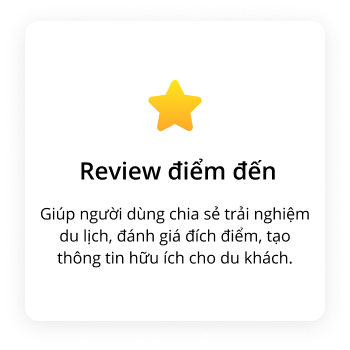 Review điểm đến
Giúp người dùng chia sẻ trải nghiệm
du lịch, đánh giá đích điểm, tạo
thông tin hữu ích cho du khách.